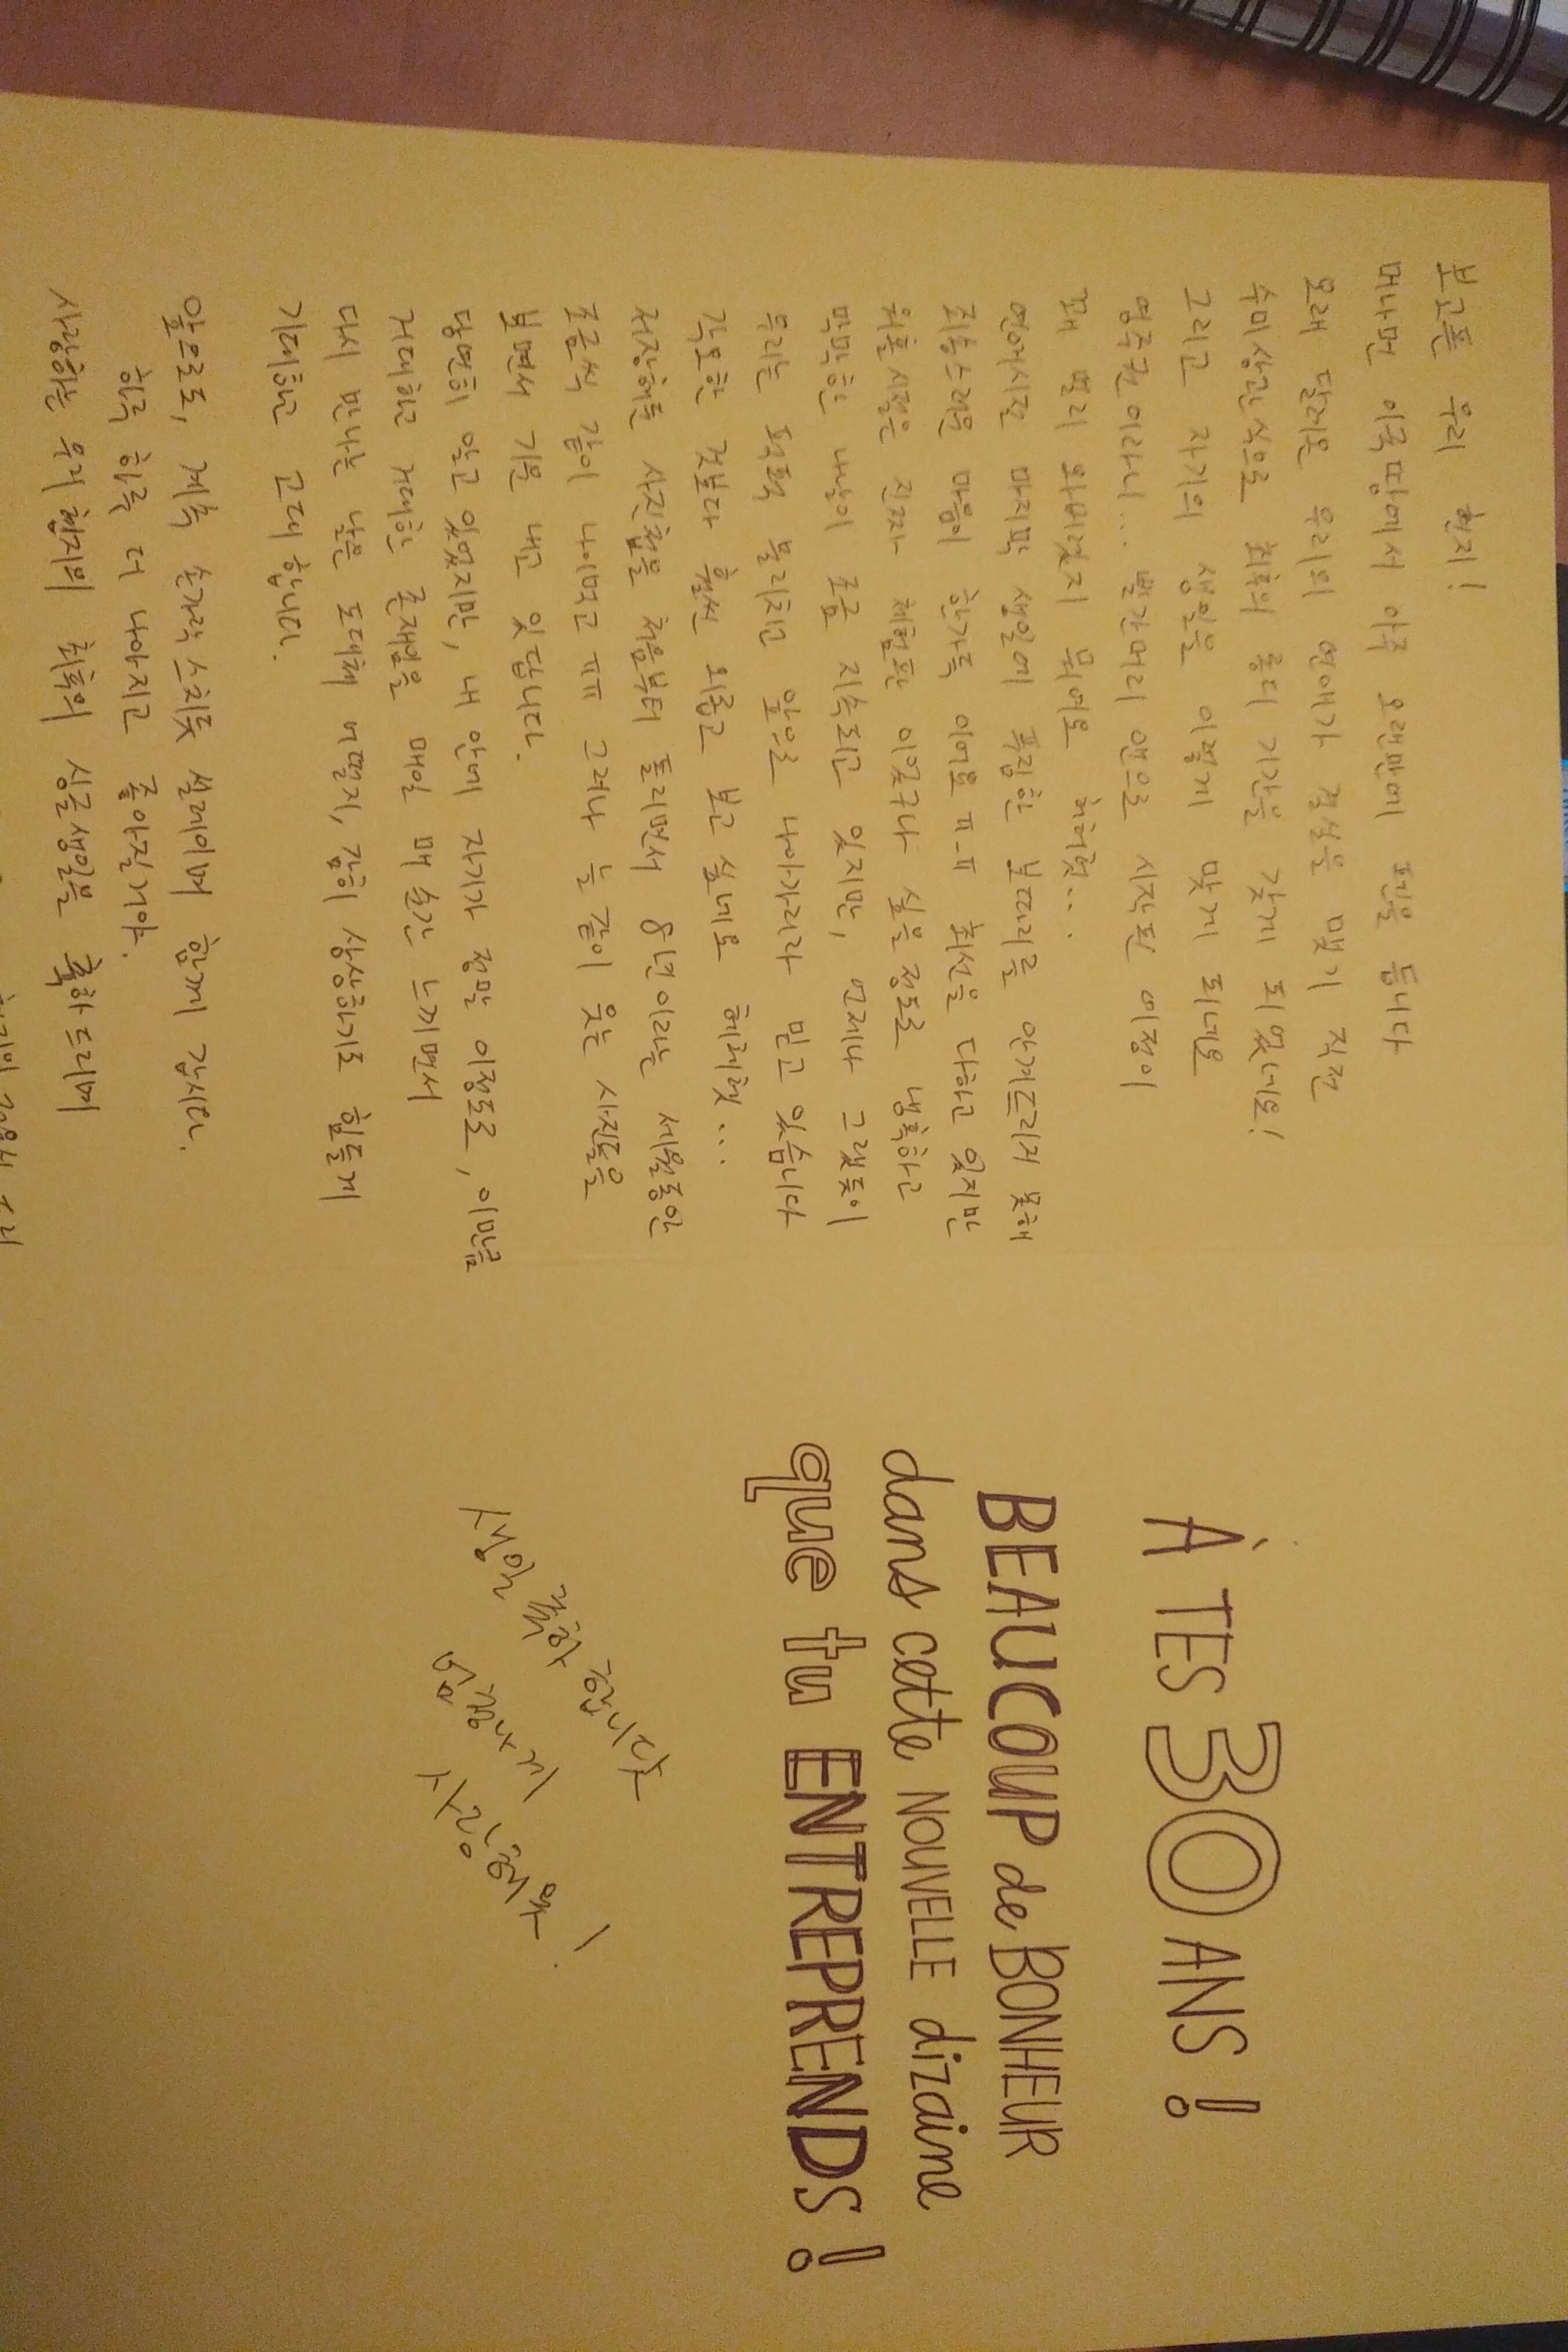 보고픈 우리 현지!
머나먼 이국땅에서 아주 오랜만에 펜을 듭니다
오래 달려온 우리의 연애가 결실을 맺기 직전
수미상관식으로 최후의 롱디 기간을 갖게 되었네요!
그리고 자기의 생일을 이렇게 맞게 되네요
영주권이라니... 빨간머리 앤으로 시작된 여정이
꽤 멀리 와버렸지 뭐에요 허허헛...
연애시절 마지막 생일에 푸짐한 보따리를 안겨드리지 못해
죄송스러운 마음이 한가득 이에요 ㅠ-ㅠ 최선을 다하고 있지만
워홀시절은 진짜 체험판 이었구나 싶을정도로 냉혹하고
막막한 나날이 조금 지속되고 있지만, 언제나 그랬듯이
우리는 퍽퍽 물리치고 앞으로 나아가리라 믿고 있습니다
각오한 것보다 훨씬 외롭고 보고 싶네요 헤헤헷...
저장해둔 사진첩을 처음부터 돌리면서 8년이라는 세월동안
조금씩 같이 나이먹고 ㅠㅠ 그러나 늘 같이 웃는 사진들을
보면서 기운 내고 있답니다.
당연히 알고 있었지만, 내 안에 자기가 정말 이정도로, 이만큼
거대하고 거대한 존재임을 매일 매 순간 느끼면서
다시 만나는 날은 도대체 어떨지, 감히 상상하기도 힘들게
기대하고 고대합니다.
앞으로도, 계속 손가락 스치듯 설레이며 함께 갑시다.
하루 하루 더 나아지고 좋아질거야.
사랑하는 우리 현지의 최후의 싱글생일을 축하드리며
À TES 30 ANS !
BEAUCOUP de BONHEUR
dans cette NOUVELLE dizaine
que tu ENTREPRENDS !
생일 축하 합니닷
엄청나게
사랑해욧!